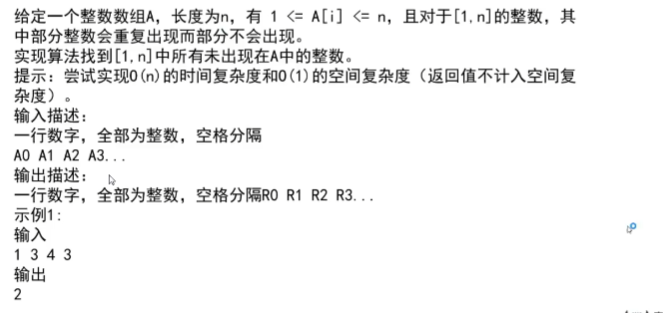 给定一个整数数组A，长度为n，有 1 <= A[i] <= n，且对于[1,n]的整数，其
中部分整数会重复出现而部分不会出现。
实现算法找到[1,n]中所有未出现在A中的整数。
提示：尝试实现O(n)的时间复杂度和O(1)的空间复杂度（返回值不计入空间复
杂度）。
输入描述：
一行数字，全部为整数，空格分隔
A0 A1 A2 A3...
输出描述：
一行数字，全部为整数，空格分隔R0 R1 R2 R3...
示例1:
输入
1 3 4 3
输出
2